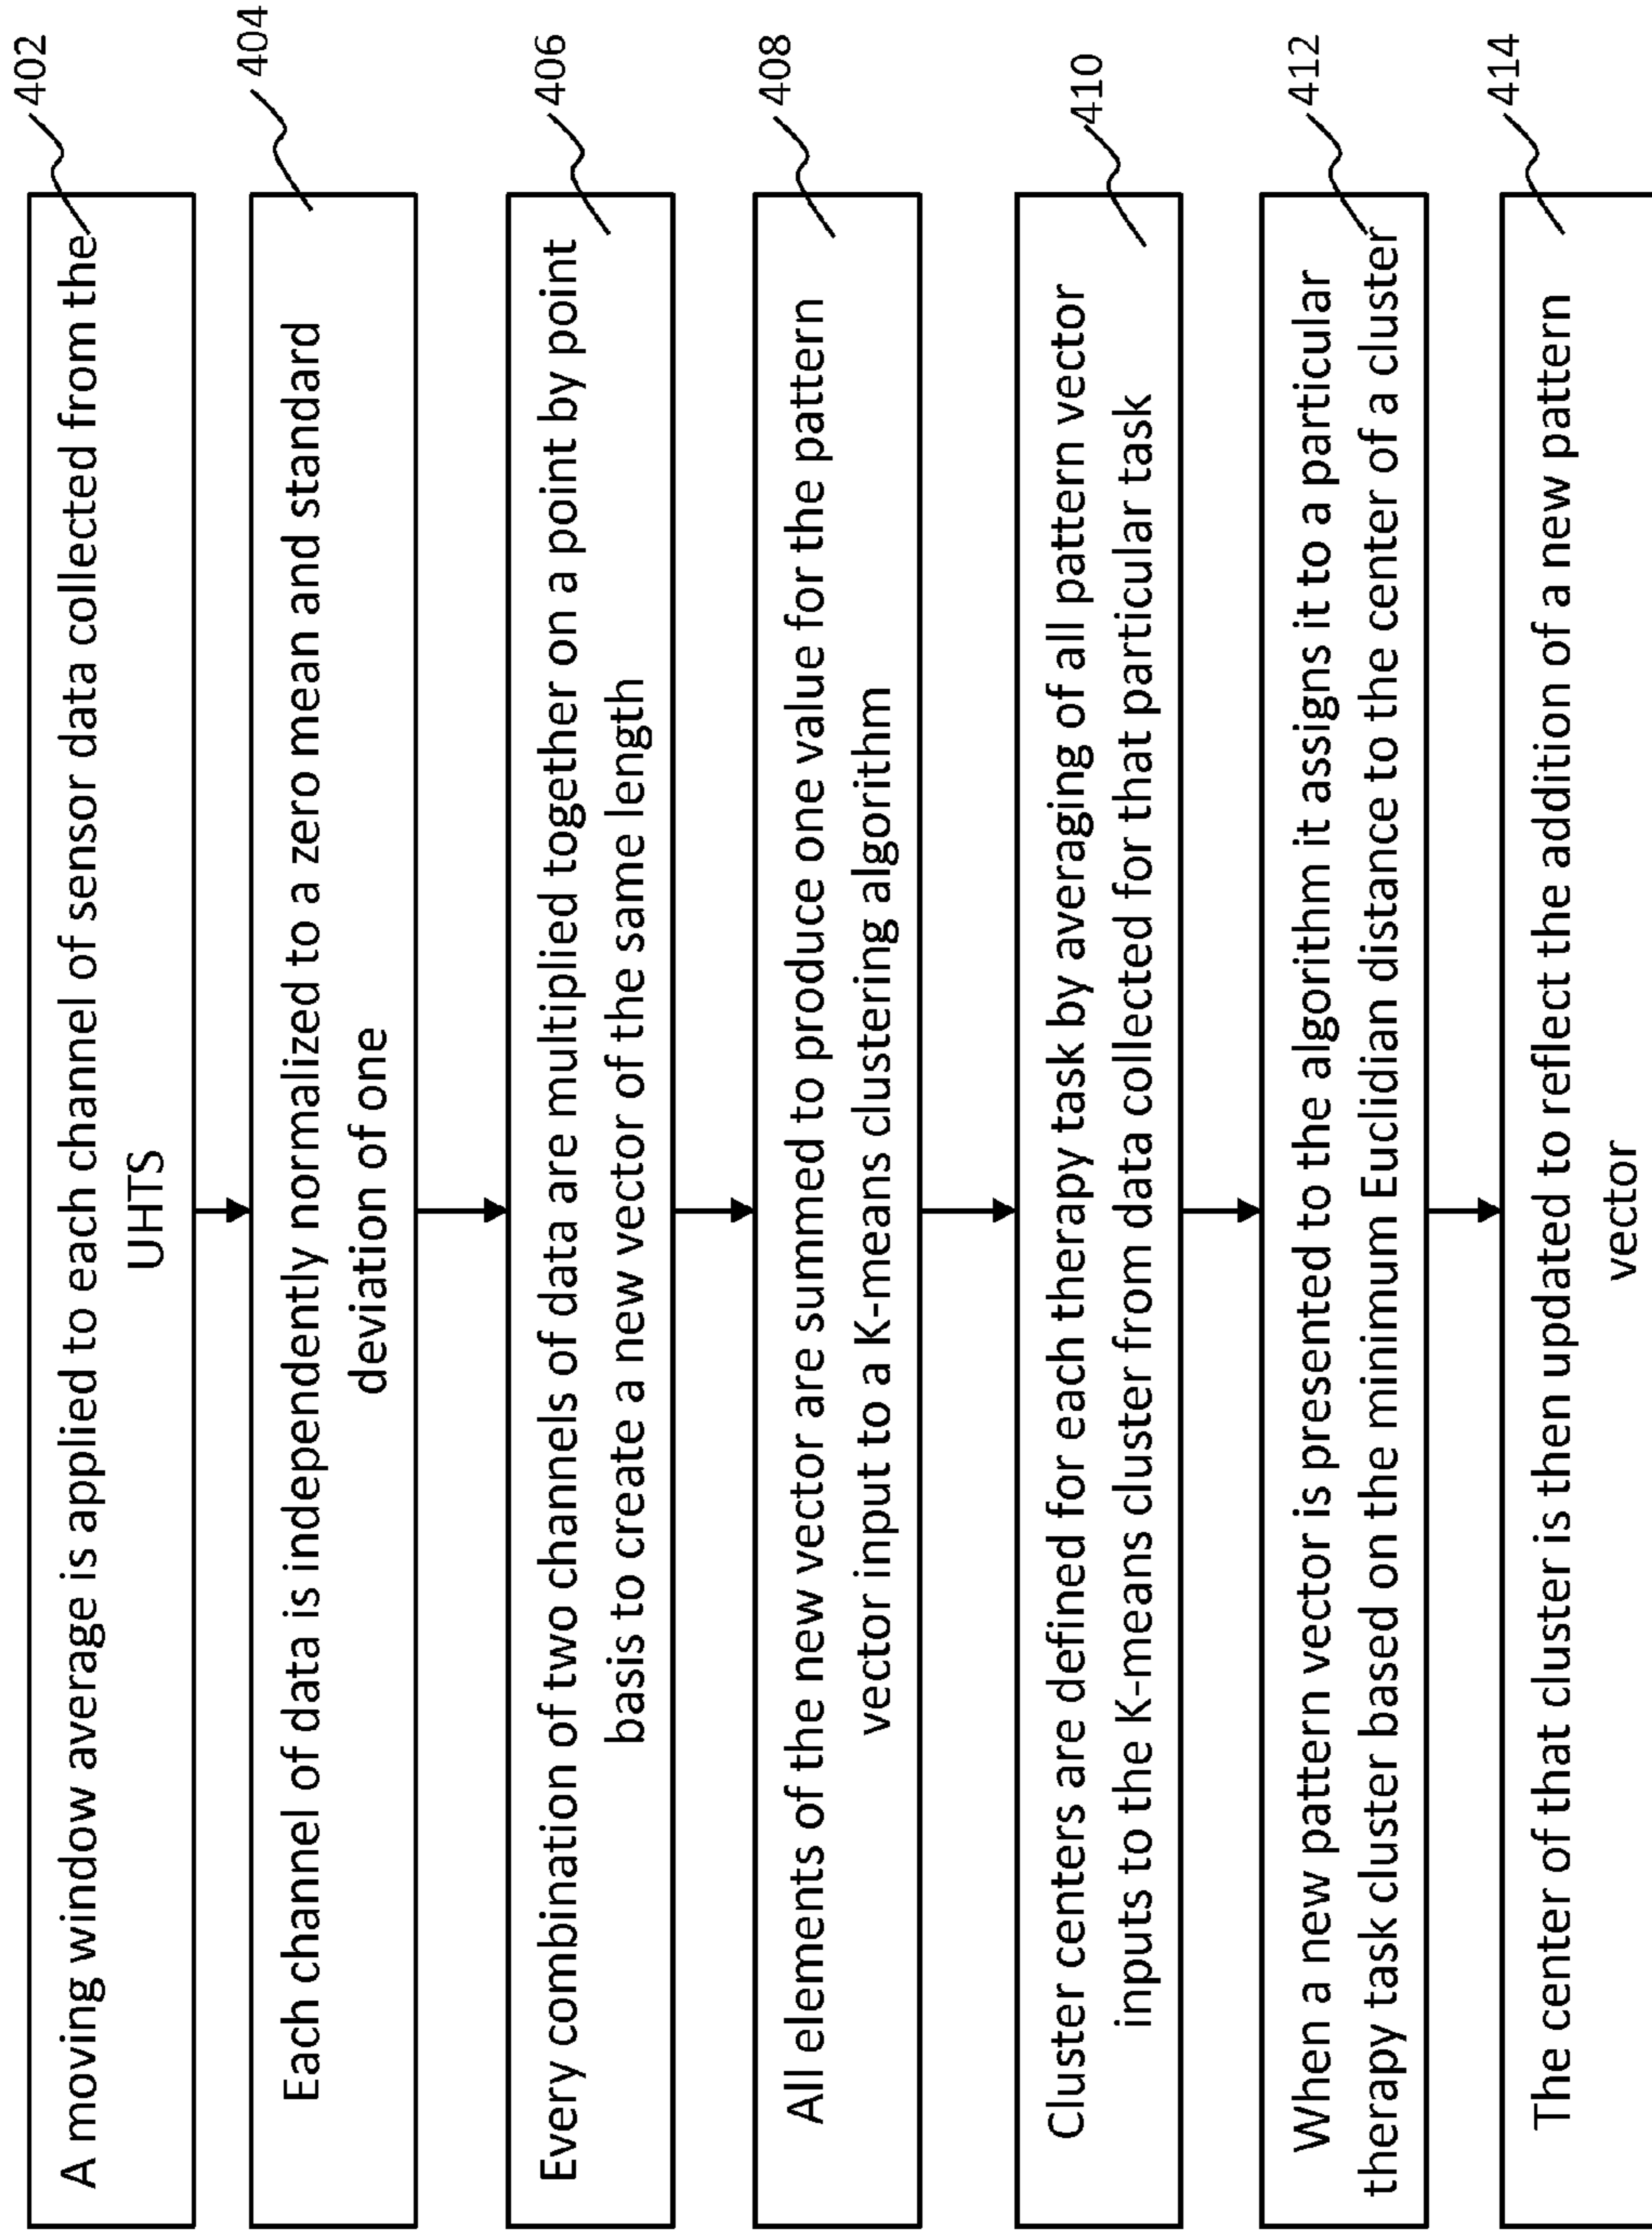 402
A moving window average is applied to each channel of sensor data collected from the
UHTS
404
Each channel of data is independently normalized to a zero mean and standard
deviation of one
406
Every combination of two channels of data are multiplied together on a point by point
basis to create a new vector of the same length
408
All elements of the new vector are summed to produce one value for the pattern
vector input to a K-means clustering algorithm
410
Cluster centers are defined for each therapy task by averaging of all pattern vector
inputs to the K-means cluster from data collected for that particular task
412
When a new pattern vector is presented to the algorithm it assigns it to a particular
therapy task cluster based on the minimum Euclidian distance to the center of a cluster
414
The center of that cluster is then updated to reflect the addition of a new pattern
vector